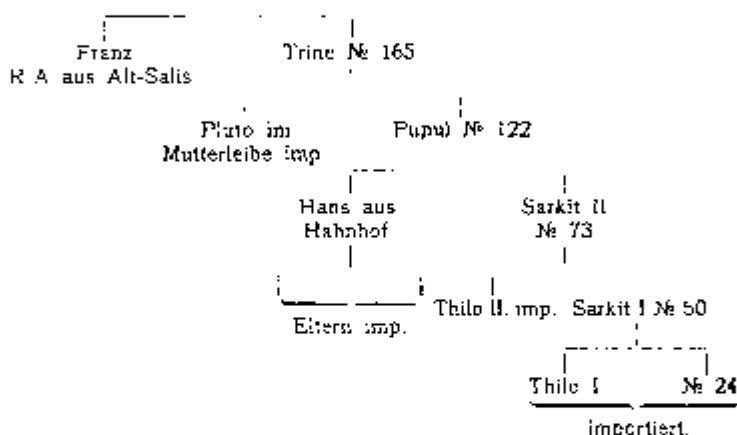 Franz
R A aus Alt-Salis
Trine № 165
Pluto im
Mutterleibe imp
Pupul № 122
Hans aus
Hahnhof
Sarkit II
№ 73
Eltern imp.
Thilo II. imp.
Sarkit I № 50
Thilo I
№ 24
importiert.